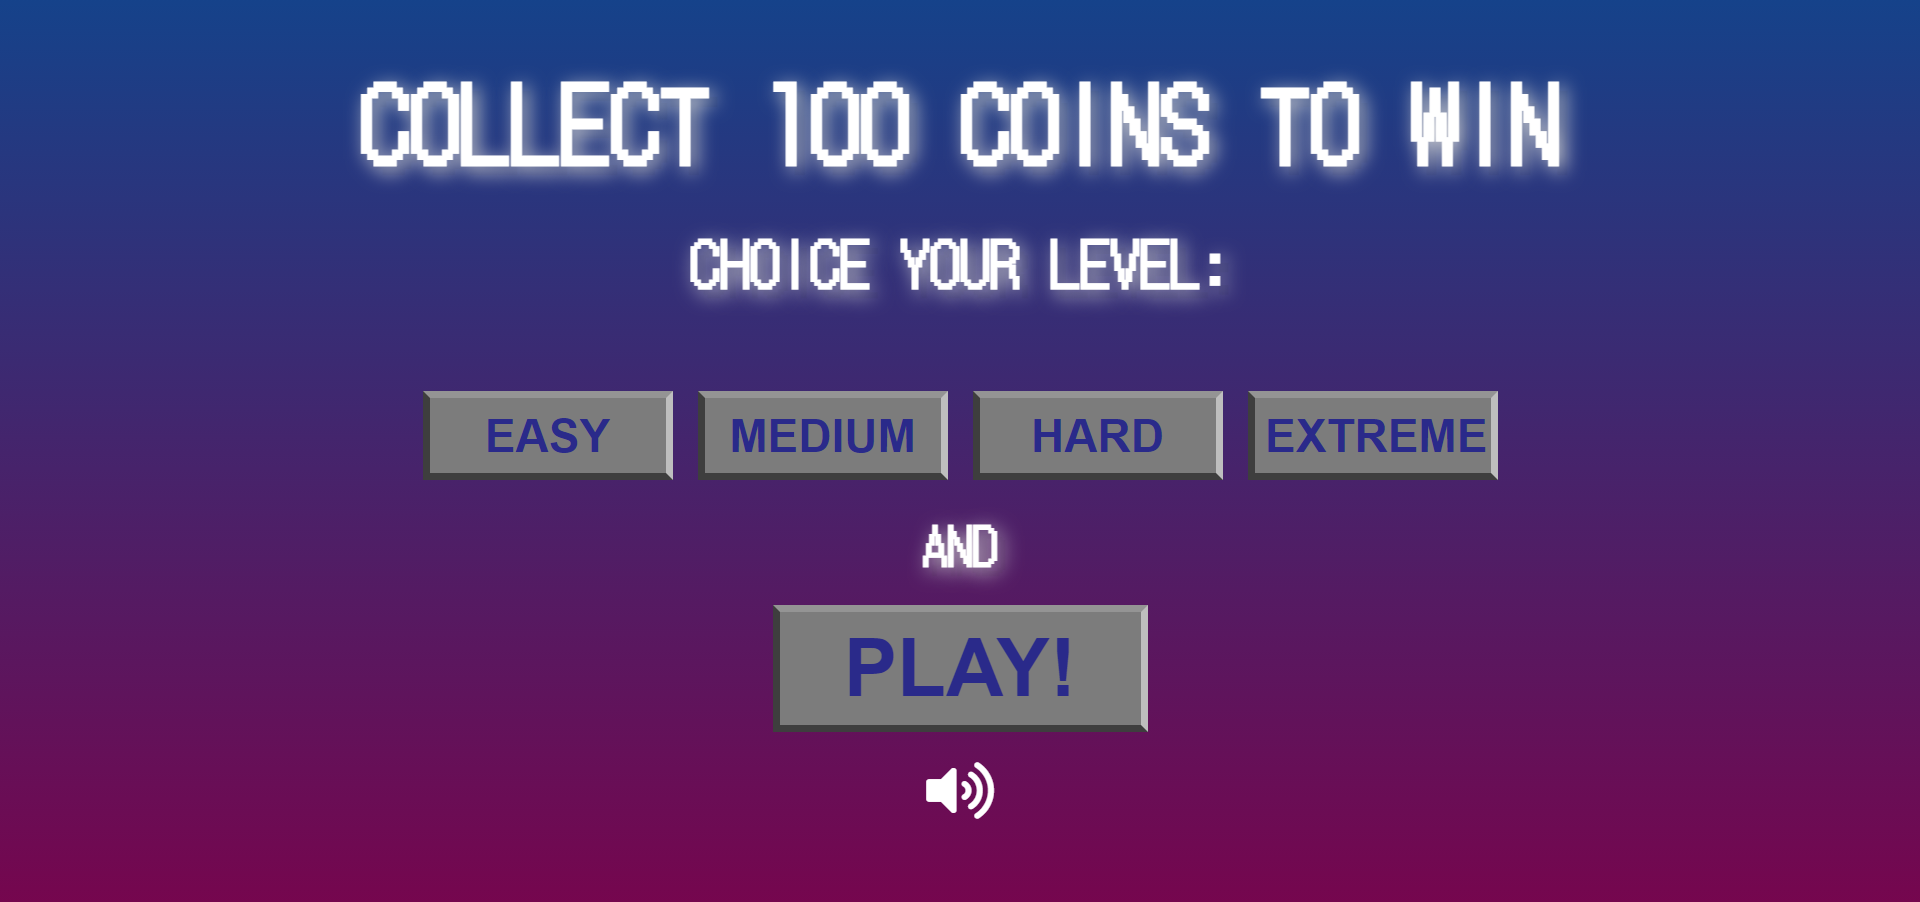 COLLECT 100 COINS TO WIN
CHOICE YOUR LEVEL:
EASY MEDIUM HARD EXTREME
AND
PLAY!